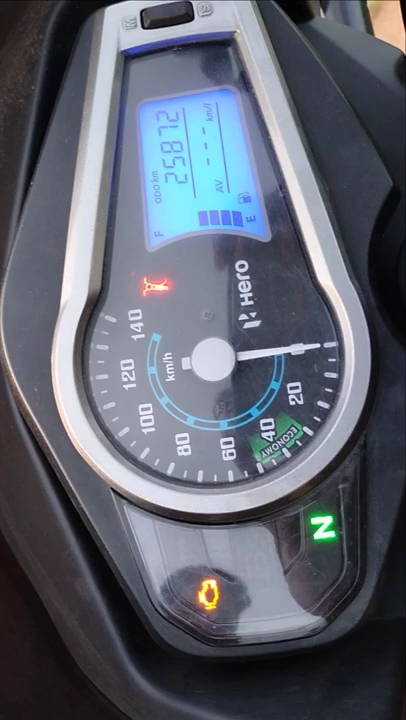 M
S
ODO km
25872
AV --- km/l
F
E
Hero
km/h
140
120
100
80
60
40
20
ECONOMY
N